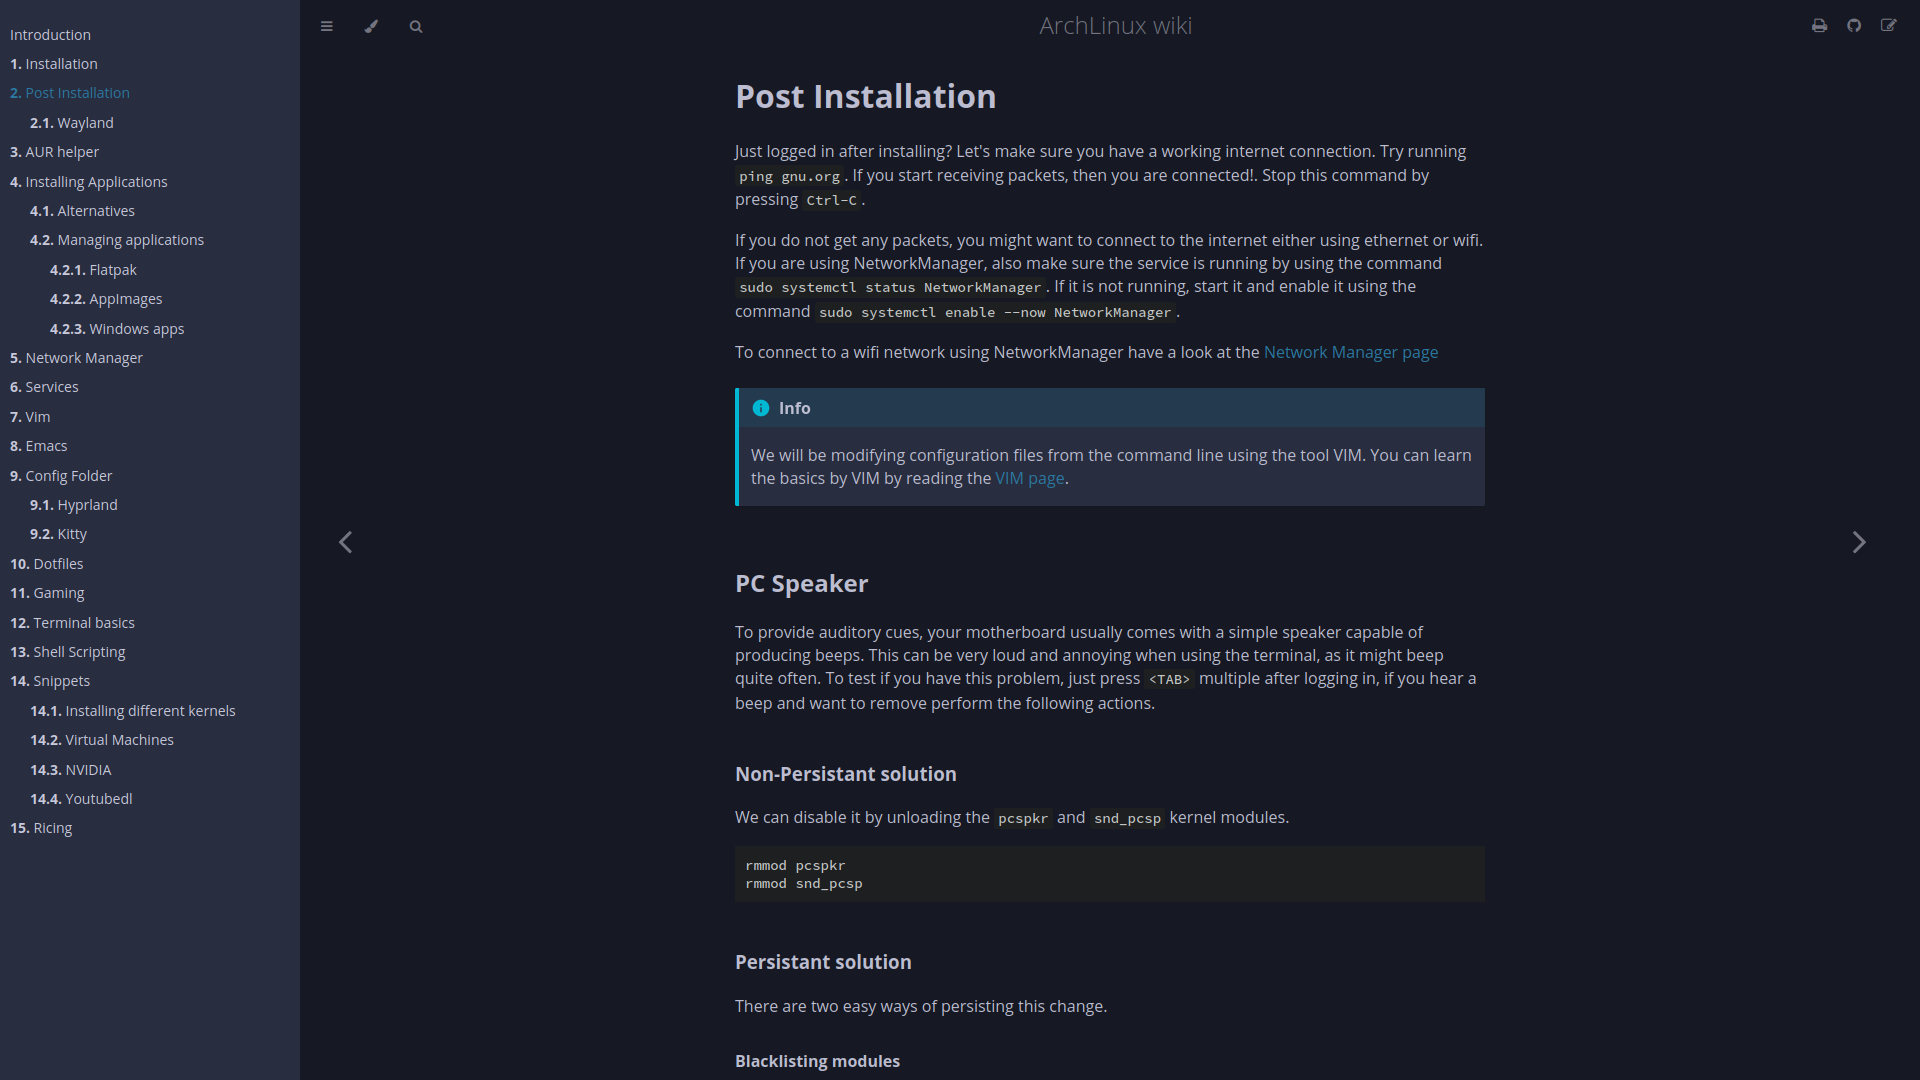 Introduction
1. Installation
2. Post Installation
2.1. Wayland
3. AUR helper
4. Installing Applications
4.1. Alternatives
4.2. Managing applications
4.2.1. Flatpak
4.2.2. AppImages
4.2.3. Windows apps
5. Network Manager
6. Services
7. Vim
8. Emacs
9. Config Folder
9.1. Hyprland
9.2. Kitty
10. Dotfiles
11. Gaming
12. Terminal basics
13. Shell Scripting
14. Snippets
14.1. Installing different kernels
14.2. Virtual Machines
14.3. NVIDIA
14.4. Youtubedl
15. Ricing
ArchLinux wiki
Post Installation
Just logged in after installing? Let's make sure you have a working internet connection. Try running
ping gnu.org. If you start receiving packets, then you are connected!. Stop this command by
pressing Ctrl-C.
If you do not get any packets, you might want to connect to the internet either using ethernet or wifi.
If you are using NetworkManager, also make sure the service is running by using the command
sudo systemctl status NetworkManager. If it is not running, start it and enable it using the
command sudo systemctl enable --now NetworkManager.
To connect to a wifi network using NetworkManager have a look at the Network Manager page
Info
We will be modifying configuration files from the command line using the tool VIM. You can learn
the basics by VIM by reading the VIM page.
PC Speaker
To provide auditory cues, your motherboard usually comes with a simple speaker capable of
producing beeps. This can be very loud and annoying when using the terminal, as it might beep
quite often. To test if you have this problem, just press <TAB> multiple after logging in, if you hear a
beep and want to remove perform the following actions.
Non-Persistant solution
We can disable it by unloading the pcspkr and snd_pcsp kernel modules.
rmmod pcspkr
rmmod snd_pcsp
Persistant solution
There are two easy ways of persisting this change.
Blacklisting modules